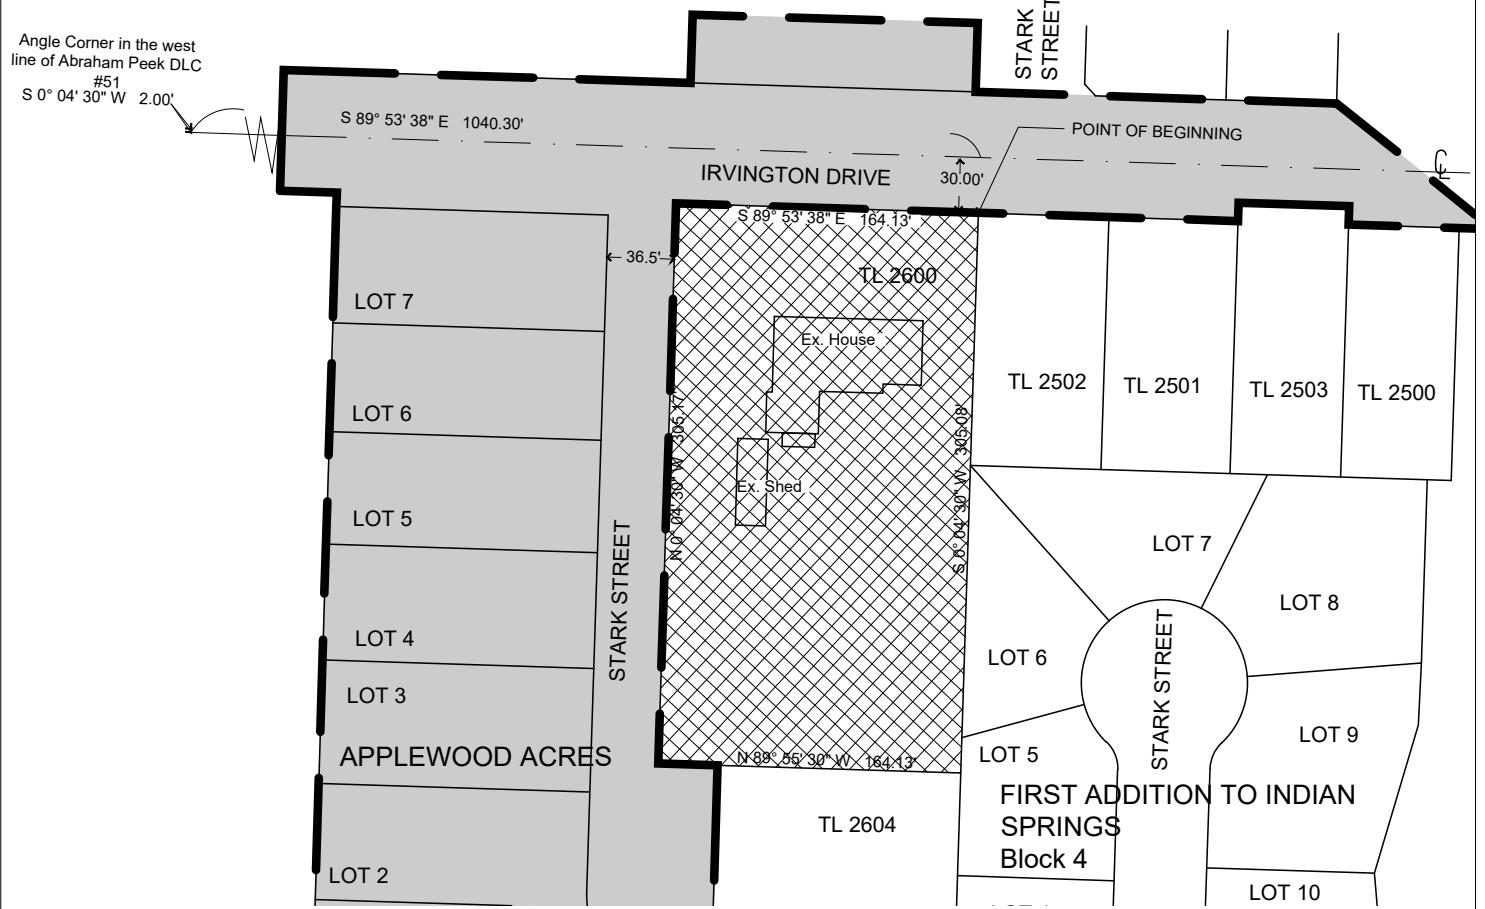 STARK
STREET
Angle Corner in the west
line of Abraham Peek DLC
#51
S 0° 04' 30" W   2.00'
S 89° 53' 38" E   1040.30'
POINT OF BEGINNING
IRVINGTON DRIVE
30.00'
S 89° 53' 38" E   164.13'
36.5'
TL 2600
LOT 7
Ex. House
TL 2502
TL 2501
TL 2503
TL 2500
LOT 6
N 0° 04' 30" W   305.17'
S 0° 04' 30" W   305.08'
Ex. Shed
LOT 5
STARK STREET
LOT 7
LOT 8
LOT 4
LOT 6
STARK STREET
LOT 3
LOT 9
APPLEWOOD ACRES
N 89° 55' 30" W   164.13'
LOT 5
FIRST ADDITION TO INDIAN
SPRINGS
Block 4
TL 2604
LOT 2
LOT 10